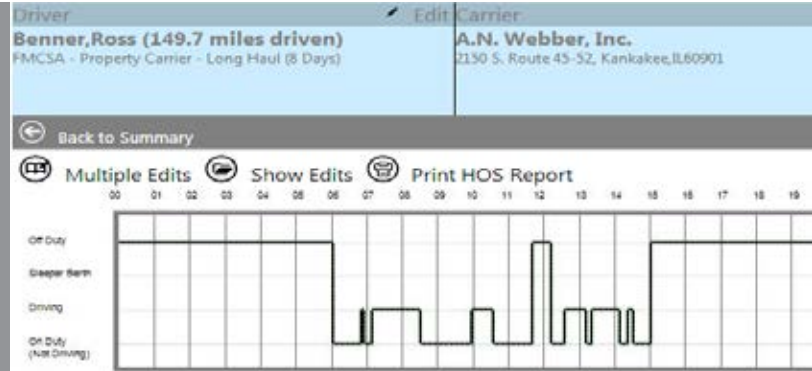 Driver Edit Carrier
Benner,Ross (149.7 miles driven) A.N. Webber, Inc.
FMCSA - Property Carrier - Long Haul (8 Days) 2150 S. Route 45-52, Kankakee,IL60901
Back to Summary
Multiple Edits Show Edits Print HOS Report
00 01 02 03 04 05 06 07 08 09 10 11 12 13 14 15 16 17 18 19
Off Duty
Sleeper Berth
Driving
On Duty
(Not Driving)